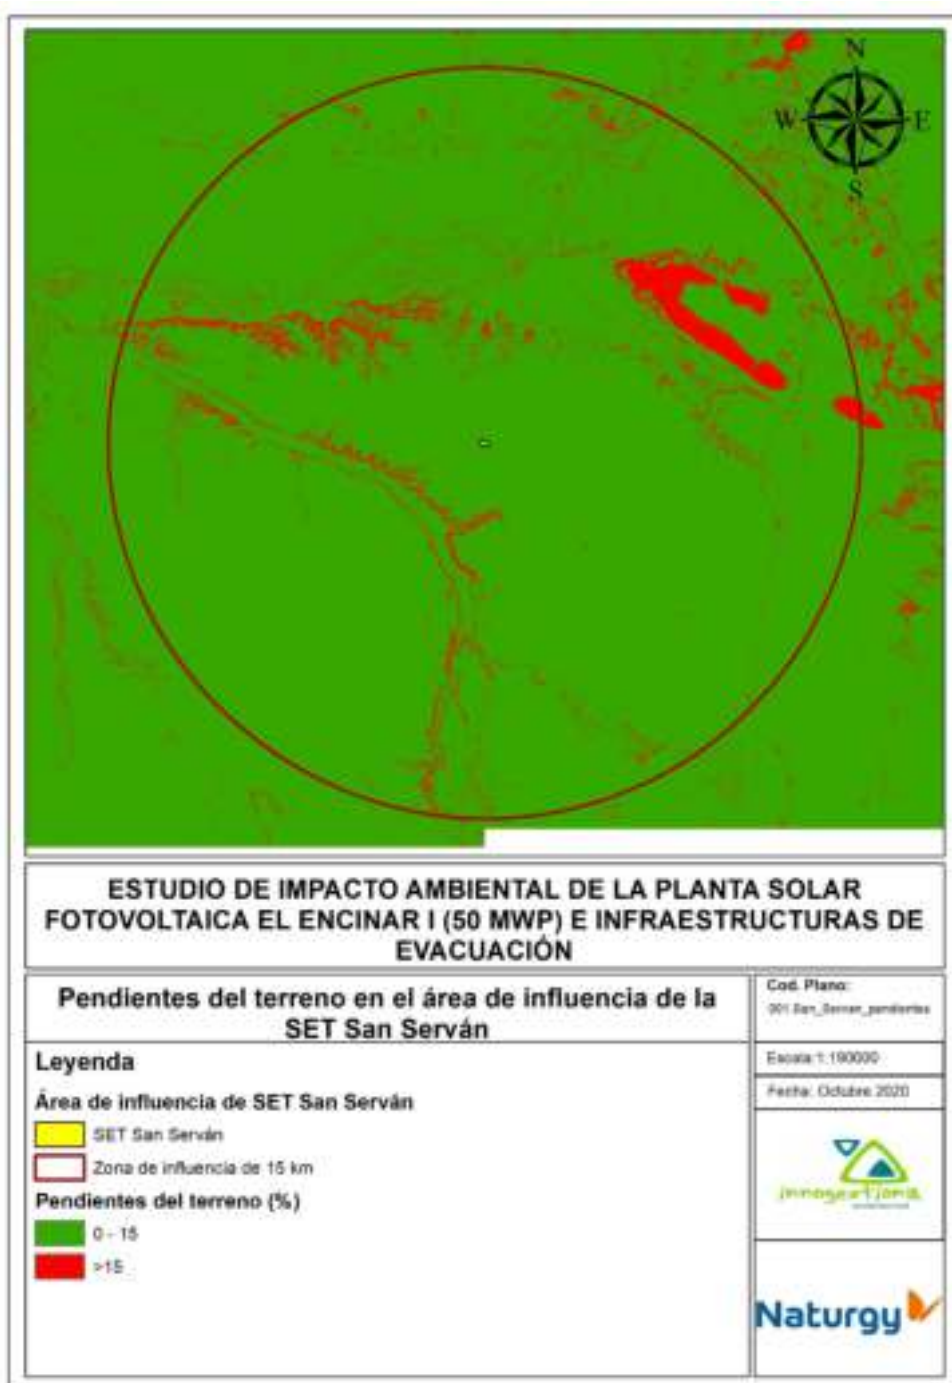 N
W E
S
ESTUDIO DE IMPACTO AMBIENTAL DE LA PLANTA SOLAR
FOTOVOLTAICA EL ENCINAR I (50 MWP) E INFRAESTRUCTURAS DE
EVACUACIÓN
Pendientes del terreno en el área de influencia de la
SET San Serván
Cod. Plano:
001.San_Servan_pendientes
Escala:1:190000
Fecha: Octubre 2020
Leyenda
Área de influencia de SET San Serván
SET San Serván
Zona de influencia de 15 km
Pendientes del terreno (%)
0 - 15
>15
innogestiona
Naturgy